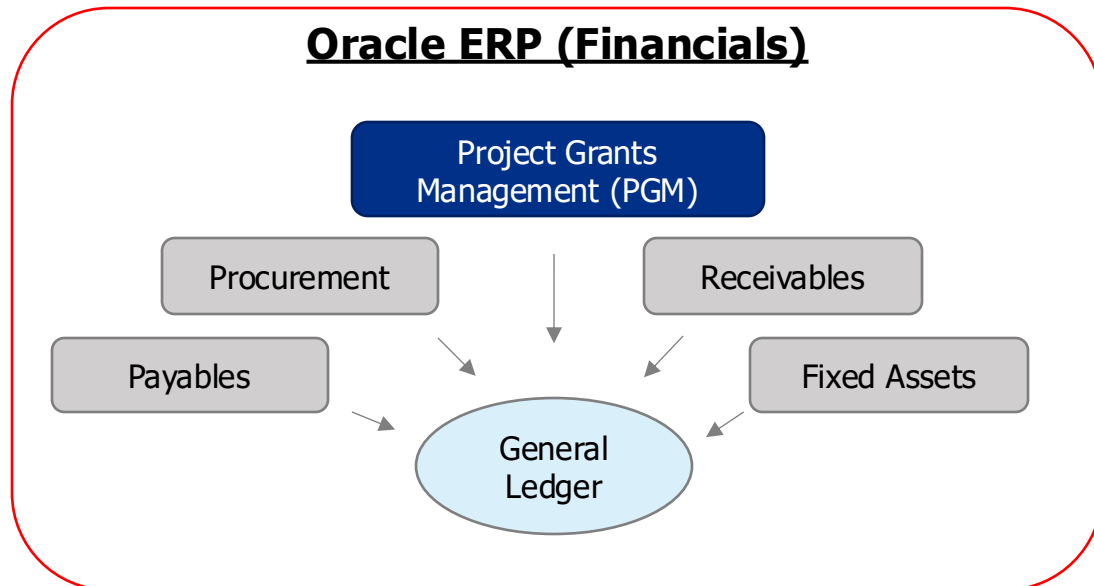 Oracle ERP (Financials)
Project Grants
Management (PGM)
Procurement
Receivables
Payables
Fixed Assets
General
Ledger